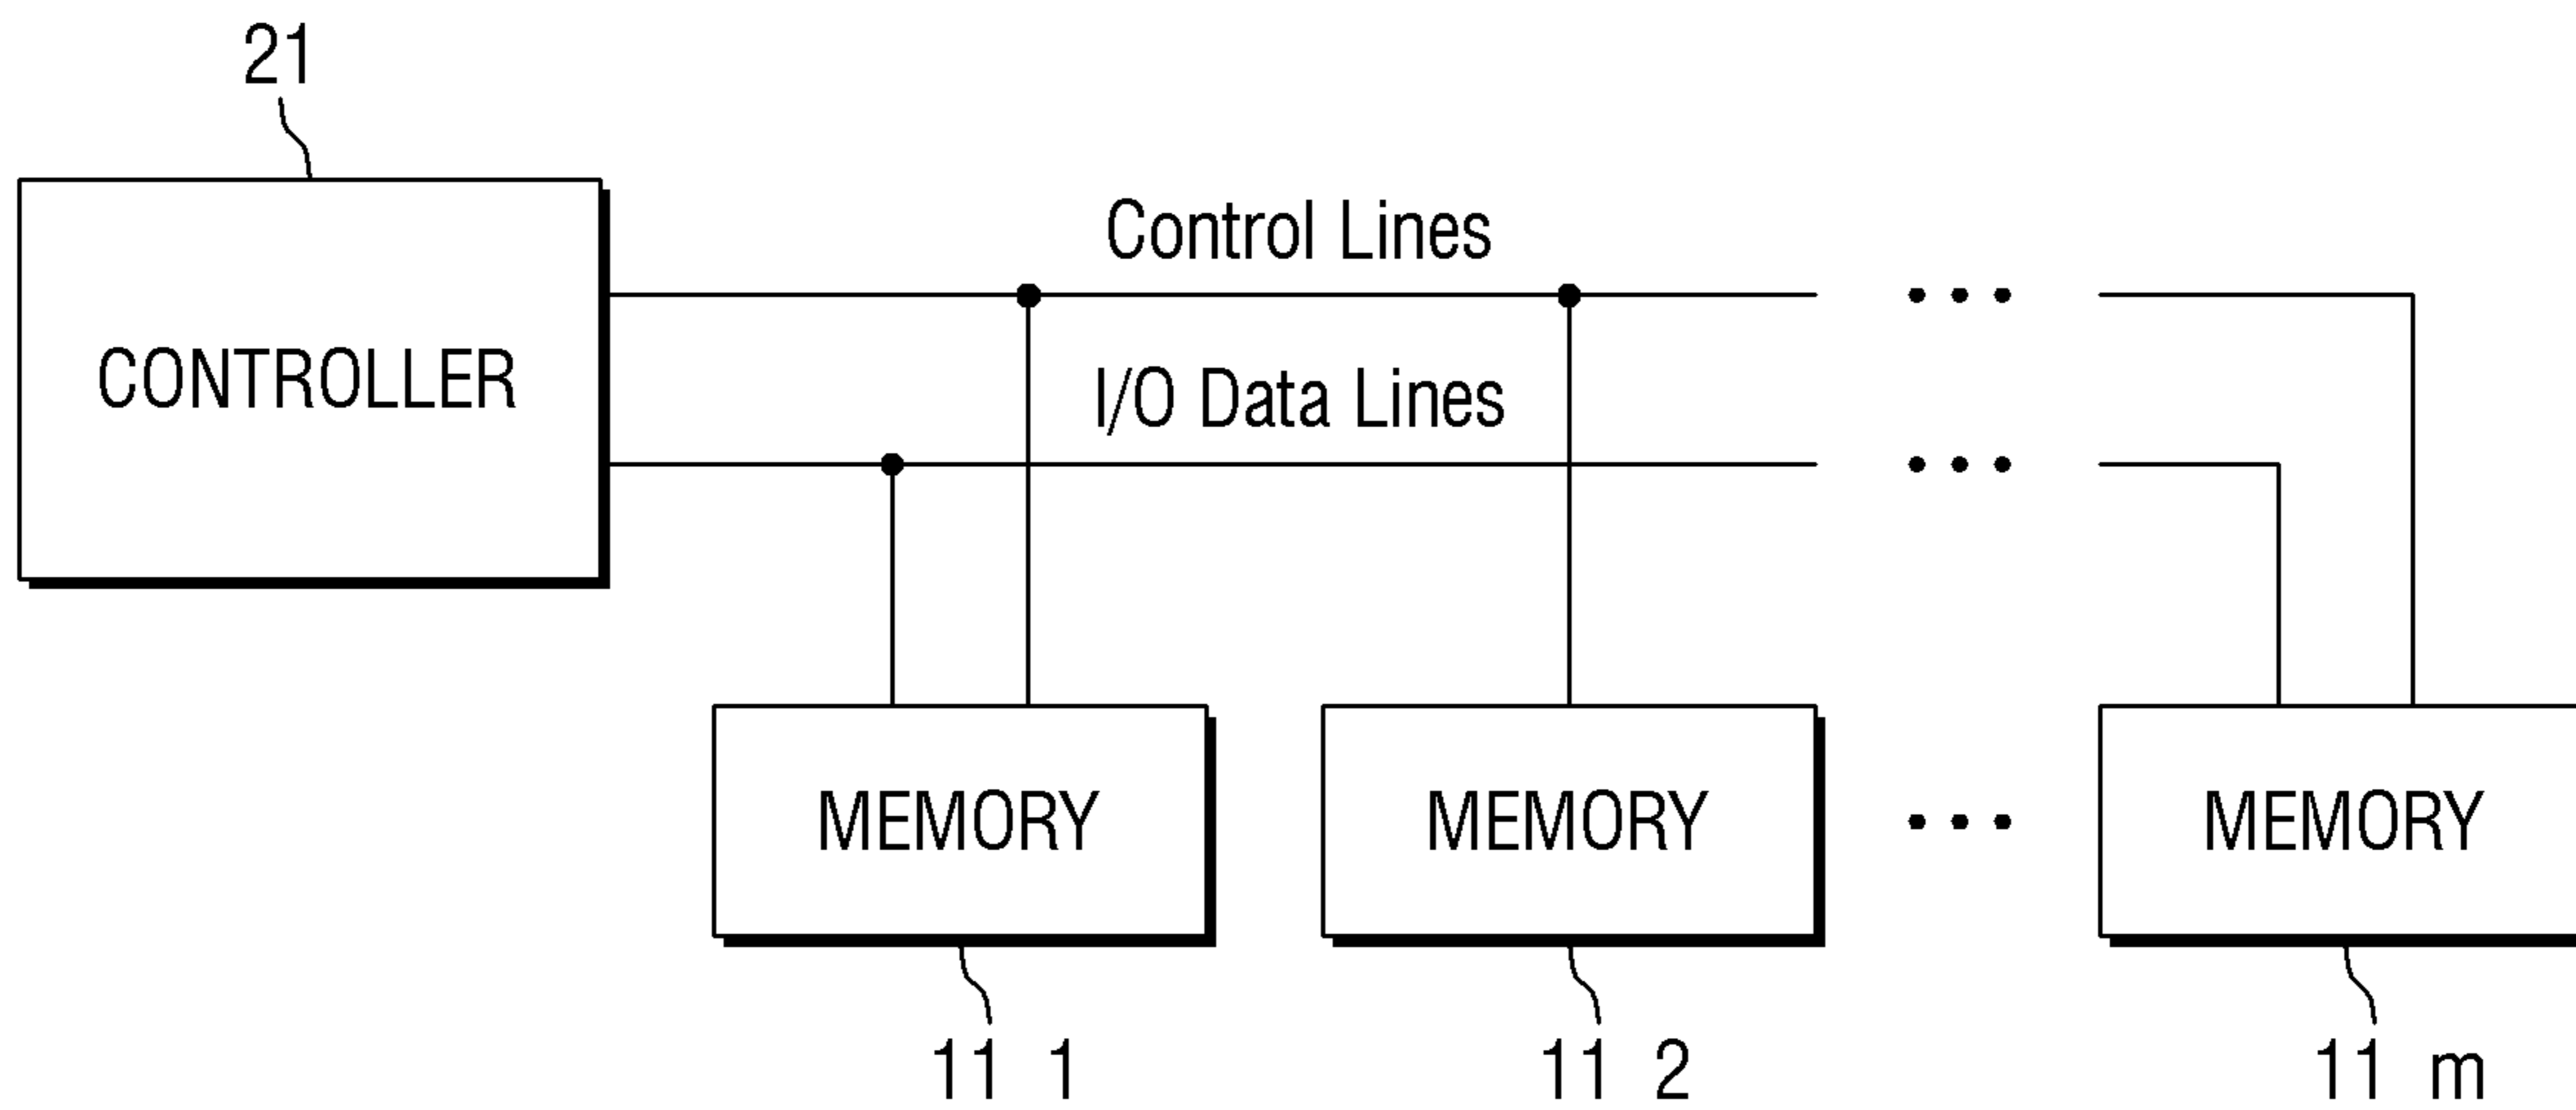 21
Control Lines
CONTROLLER
I/O Data Lines
MEMORY
MEMORY
MEMORY
11 1
11 2
11 m